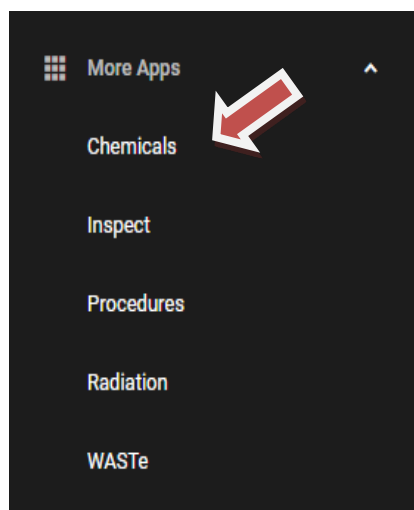 More Apps
Chemicals
Inspect
Procedures
Radiation
WASTe